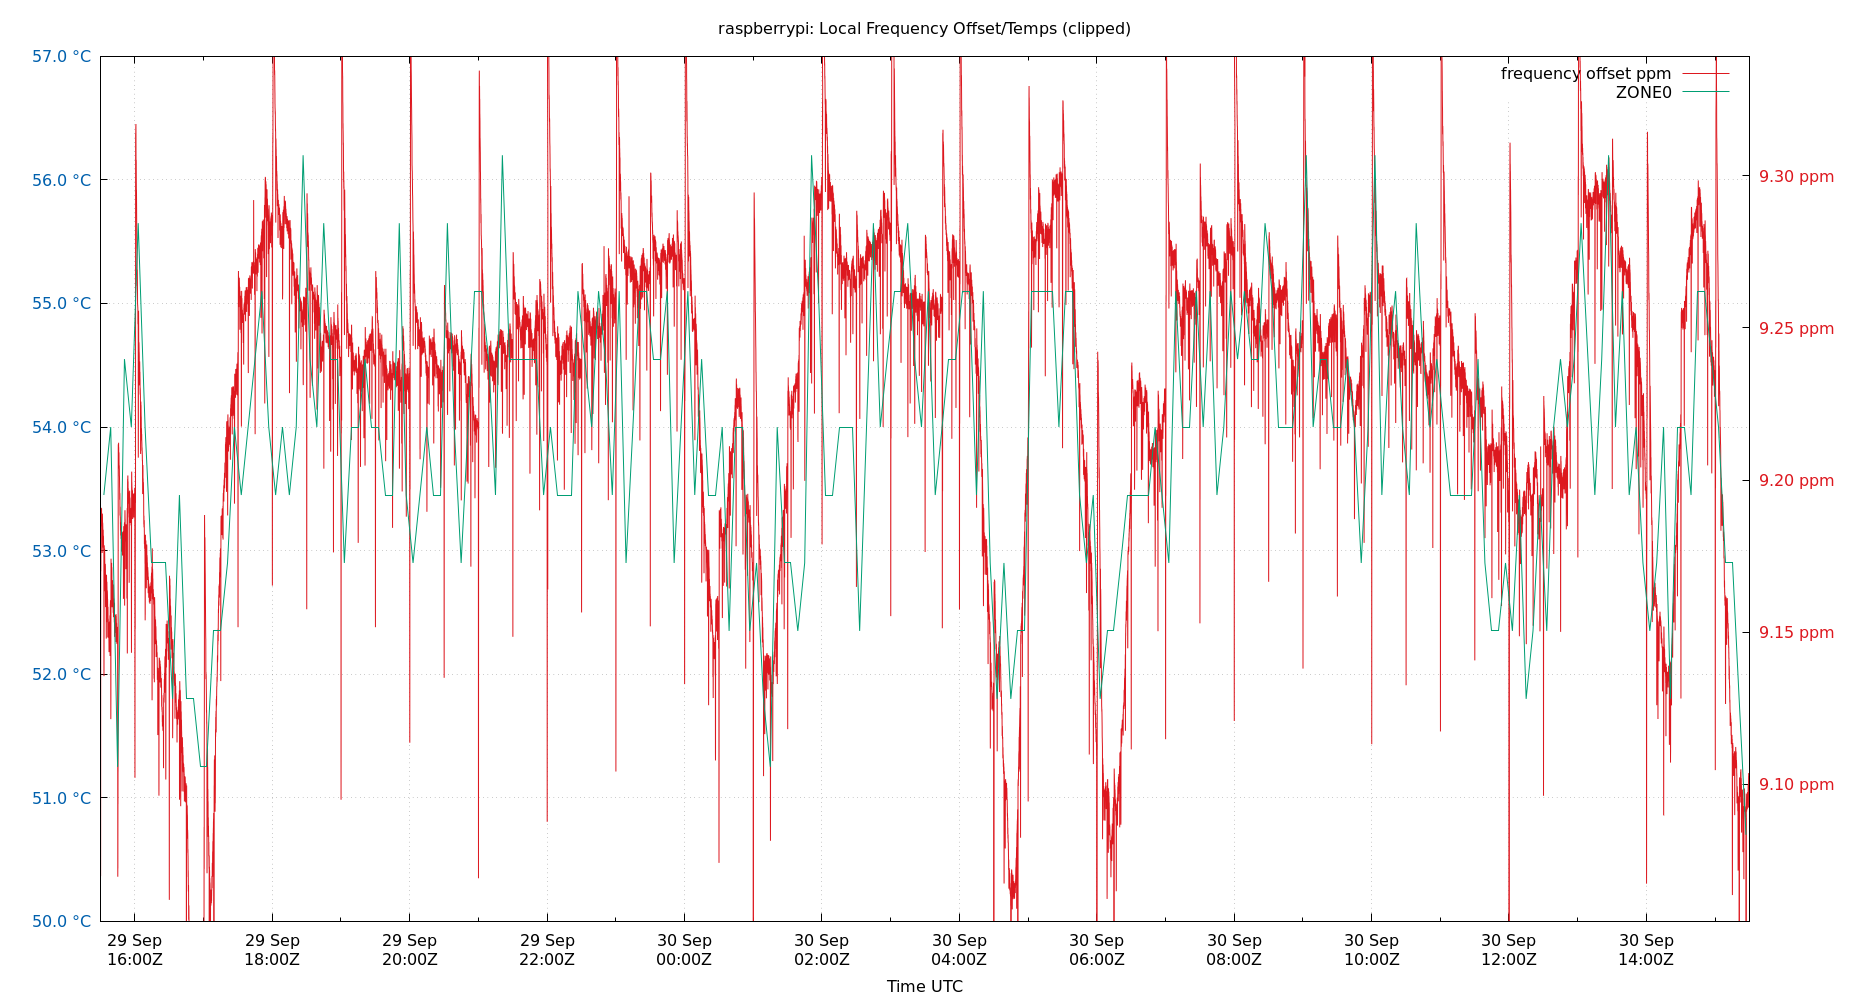 raspberrypi: Local Frequency Offset/Temps (clipped)
frequency offset ppm
ZONE0
57.0 °C
56.0 °C
55.0 °C
54.0 °C
53.0 °C
52.0 °C
51.0 °C
50.0 °C
9.30 ppm
9.25 ppm
9.20 ppm
9.15 ppm
9.10 ppm
29 Sep
16:00Z
29 Sep
18:00Z
29 Sep
20:00Z
29 Sep
22:00Z
30 Sep
00:00Z
30 Sep
02:00Z
30 Sep
04:00Z
30 Sep
06:00Z
30 Sep
08:00Z
30 Sep
10:00Z
30 Sep
12:00Z
30 Sep
14:00Z
Time UTC